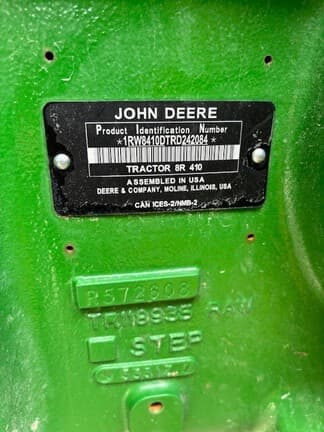 JOHN DEERE
Product Identification Number
*1RW8410DTRD242084*
TRACTOR 8R 410
ASSEMBLED IN USA
DEERE & COMPANY, MOLINE, ILLINOIS, USA
CAN ICES-2/NMB-2
R572608
STEP